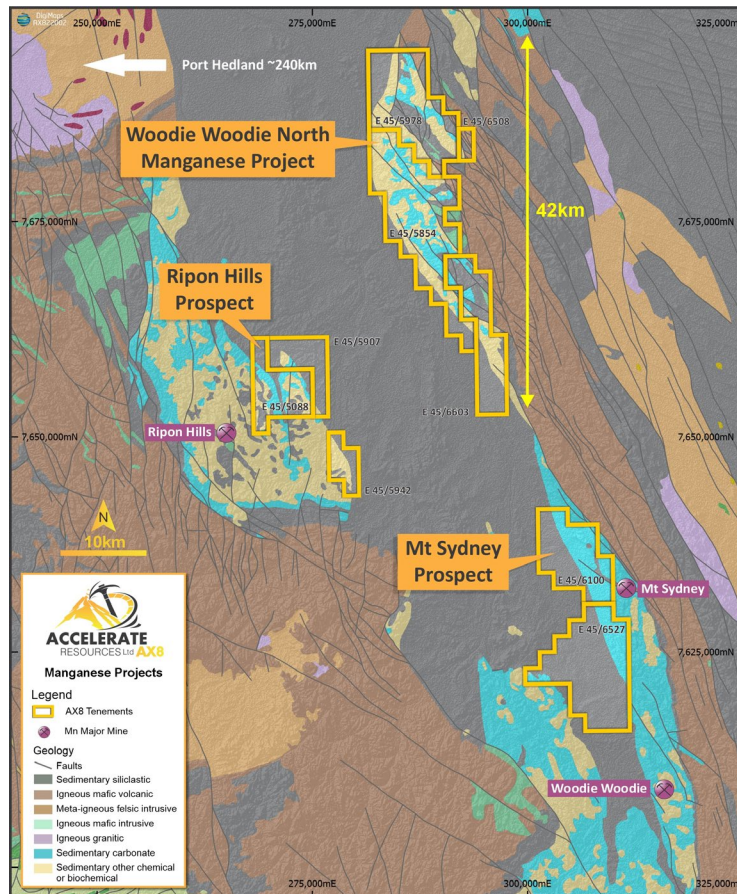 DigMaps
RX822002
275,000mE
300,000mE
325,000mE
Port Hedland ~240km
E 45/5978
E 45/6508
Woodie Woodie North
Manganese Project
7,675,000mN
7,675,000mN
42km
E 45/5854
Ripon Hills
Prospect
E 45/5907
E 45/5088
E 45/6603
Ripon Hills
7,650,000mN
7,650,000mN
E 45/5942
N
10km
Mt Sydney
Prospect
E 45/6100
Mt Sydney
E 45/6527
7,625,000mN
Woodie Woodie
ACCELERATE
RESOURCES Ltd AX8
Manganese Projects
Legend
AX8 Tenements
Mn Major Mine
Geology
Faults
Sedimentary siliclastic
Igneous mafic volcanic
Meta-igneous felsic intrusive
Igneous mafic intrusive
Igneous granitic
Sedimentary carbonate
Sedimentary other chemical
or biochemical
275,000mE
300,000mE
325,000mE